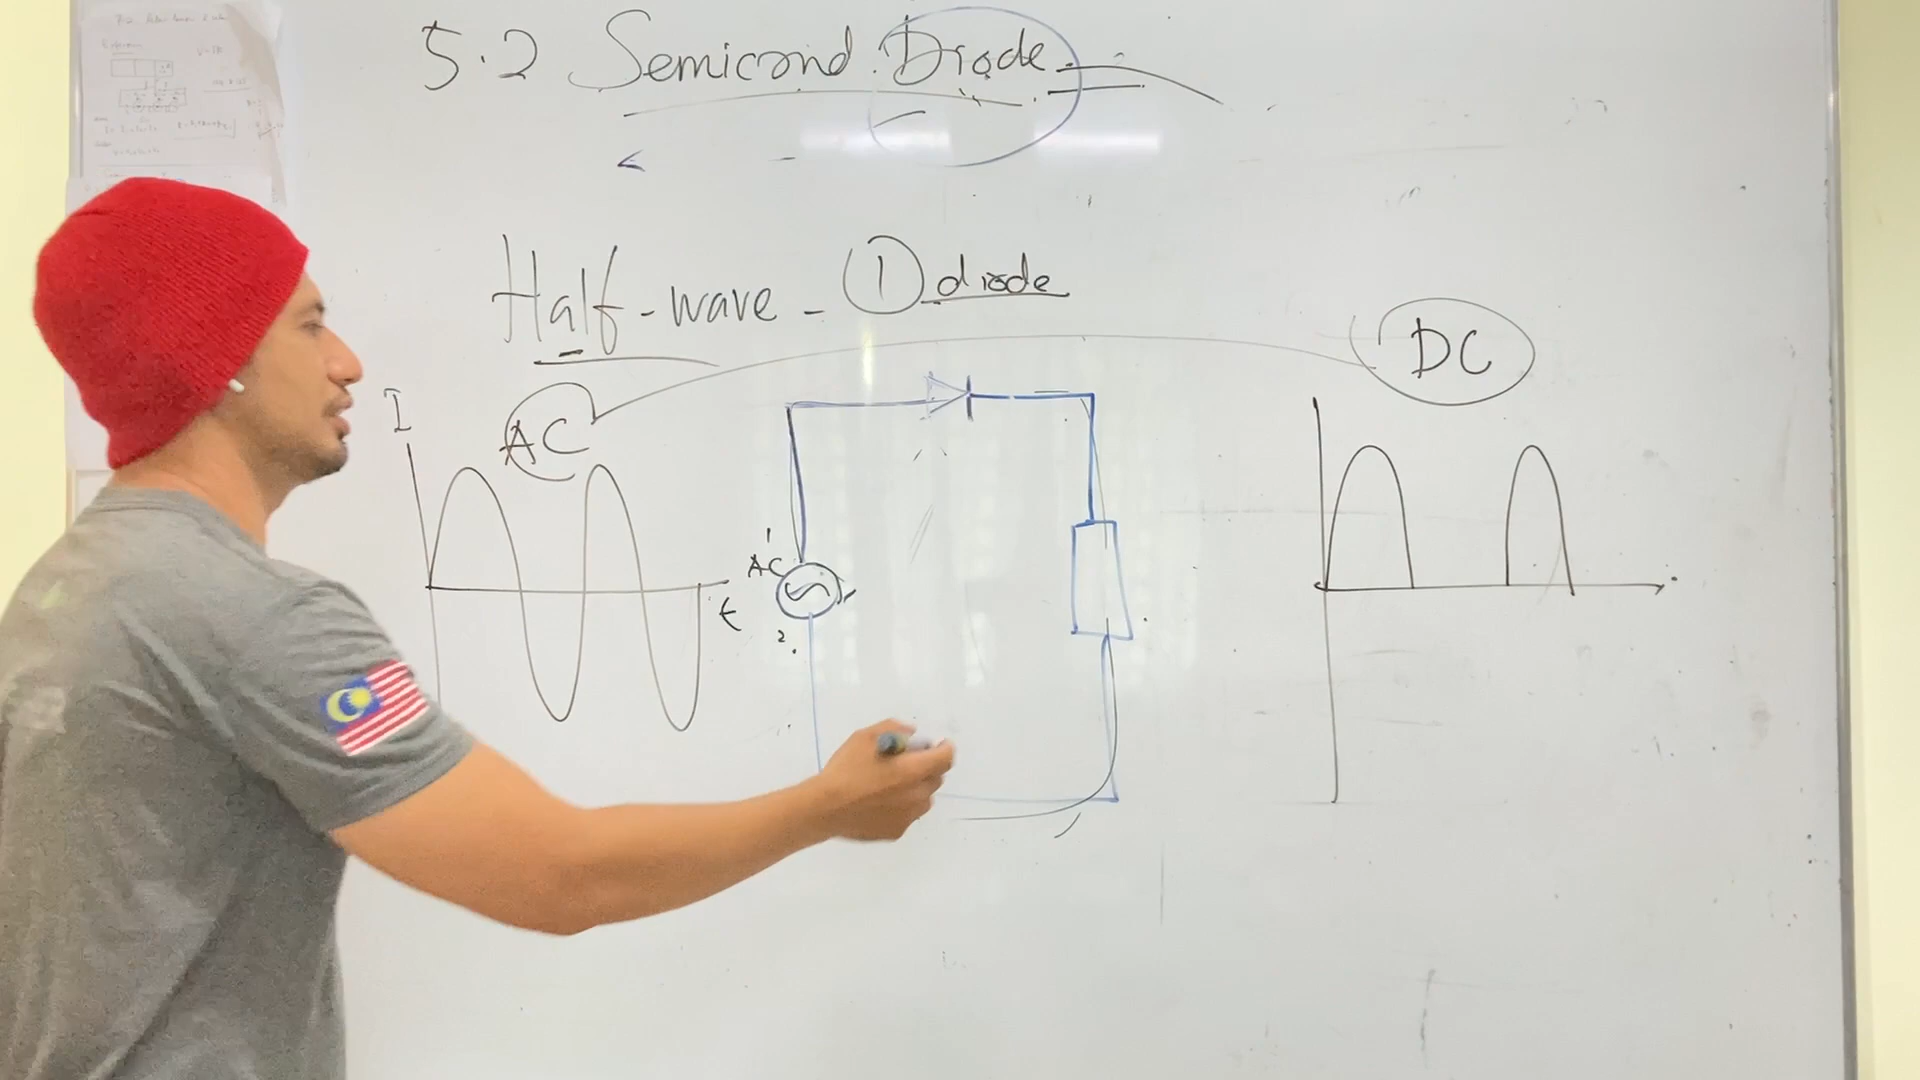 5.2 Semicond. Diode
Half-wave - 1 diode
DC
I
AC
1
AC
t
2.